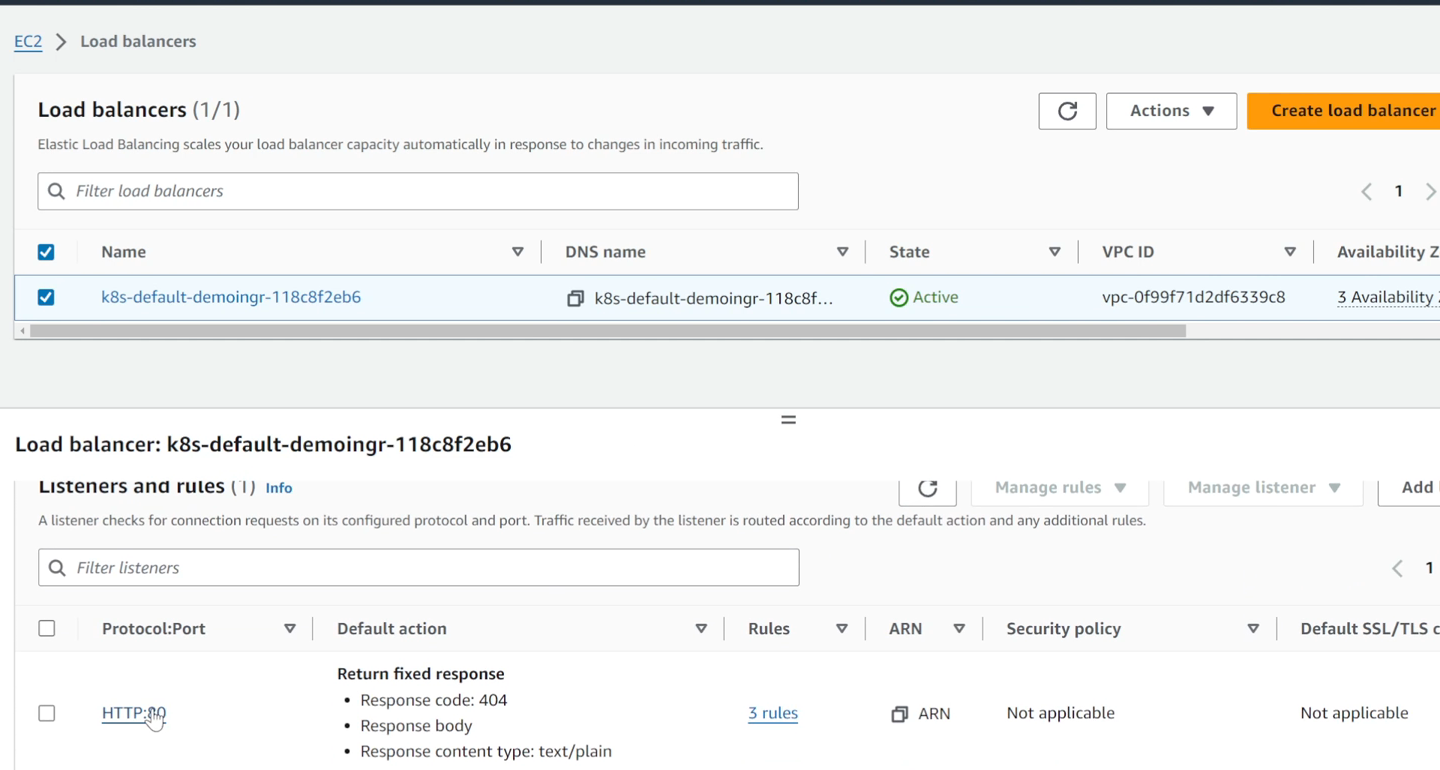 EC2 > Load balancers
Load balancers (1/1)
Actions
Create load balancer
Elastic Load Balancing scales your load balancer capacity automatically in response to changes in incoming traffic.
Filter load balancers
1
Name DNS name State VPC ID Availability Z
k8s-default-demoingr-118c8f2eb6 k8s-default-demoingr-118c8f... Active vpc-0f99f71d2df6339c8 3 Availability
Load balancer: k8s-default-demoingr-118c8f2eb6
Listeners and rules (1) Info
Manage rules Manage listener Add
A listener checks for connection requests on its configured protocol and port. Traffic received by the listener is routed according to the default action and any additional rules.
Filter listeners
1
Protocol:Port Default action Rules ARN Security policy Default SSL/TLS c
Return fixed response
• Response code: 404
HTTP:80 3 rules ARN Not applicable Not applicable
• Response body
• Response content type: text/plain